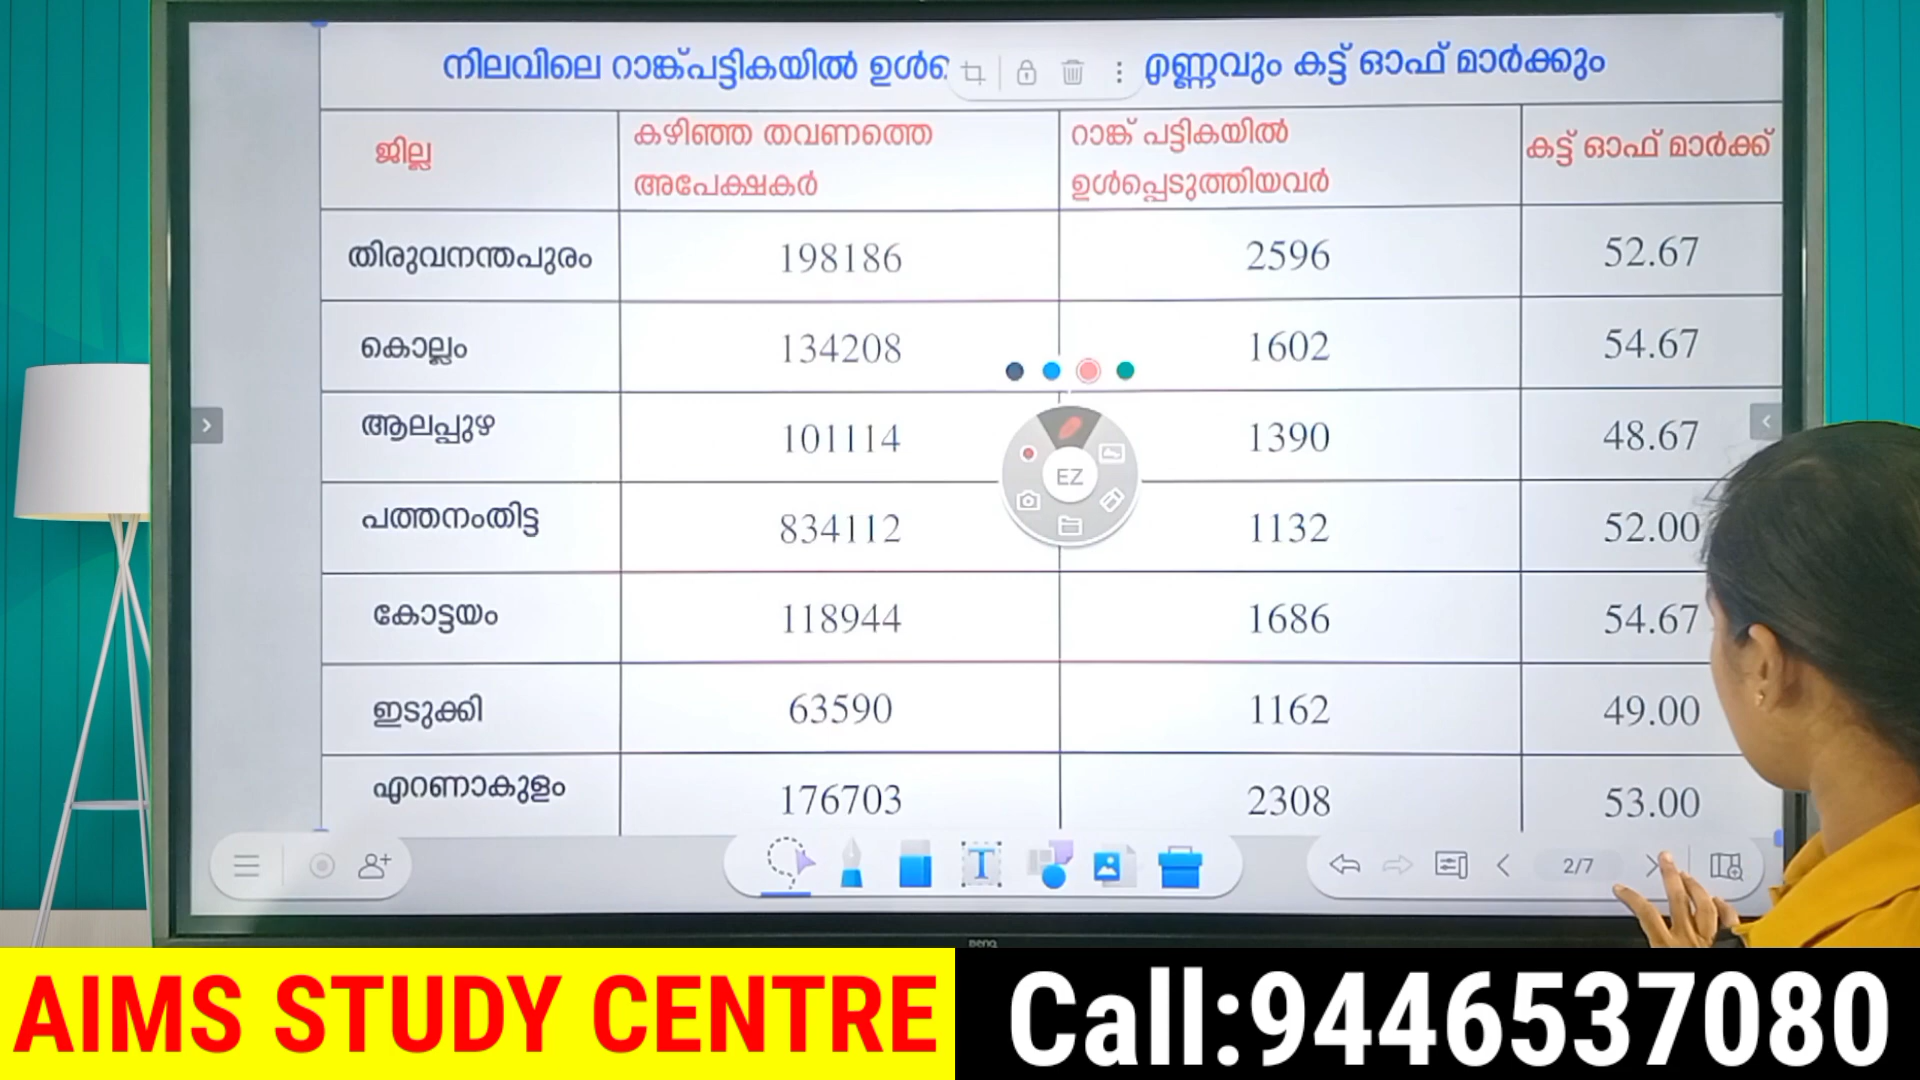 നിലവിലെ റാങ്ക്പട്ടികയിൽ കട്ട് ഓഫ് മാർക്കും
ജില്ല
കഴിഞ്ഞ തവണത്തെ
അപേക്ഷകർ
റാങ്ക് പട്ടികയിൽ
ഉൾപ്പെടുത്തിയവർ
കട്ട് ഓഫ് മാർക്ക്
തിരുവനന്തപുരം 198186 2596 52.67
കൊല്ലം 134208 1602 54.67
ആലപ്പുഴ 101114 1390 48.67
പത്തനംതിട്ട 834112 1132 52.00
കോട്ടയം 118944 1686 54.67
ഇടുക്കി 63590 1162 49.00
എറണാകുളം 176703 2308 53.00
EZ
T
2/7
BenQ
AIMS STUDY CENTRE
Call:9446537080